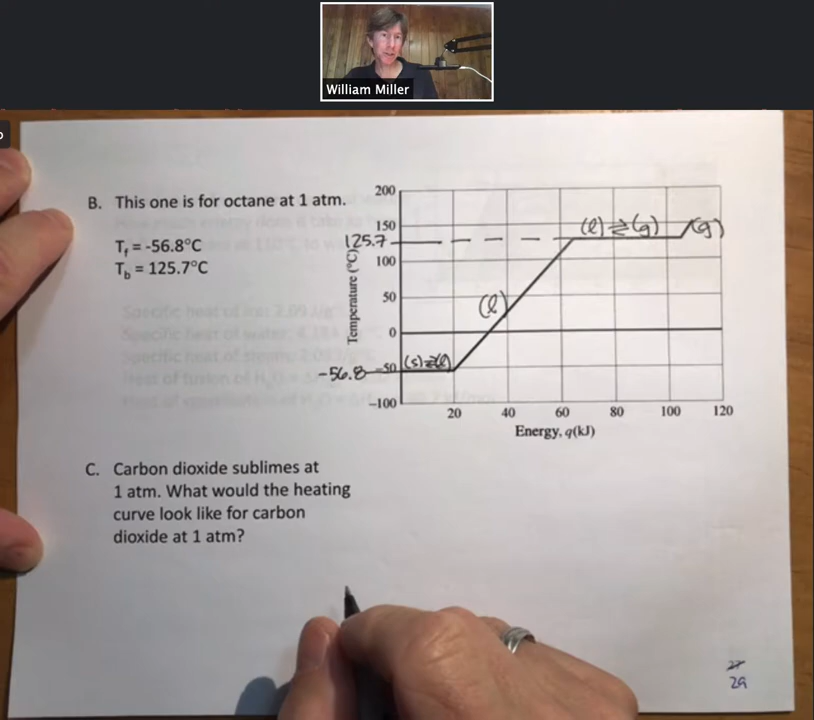 William Miller
B. This one is for octane at 1 atm.
Tf = -56.8°C
Tb = 125.7°C
200
150
125.7
100
50
0
-50
-56.8
-100
Temperature (°C)
(s)⇌(l)
(l)
(l)⇌(g)
(g)
20 40 60 80 100 120
Energy, q(kJ)
C. Carbon dioxide sublimes at
1 atm. What would the heating
curve look like for carbon
dioxide at 1 atm?
27
29